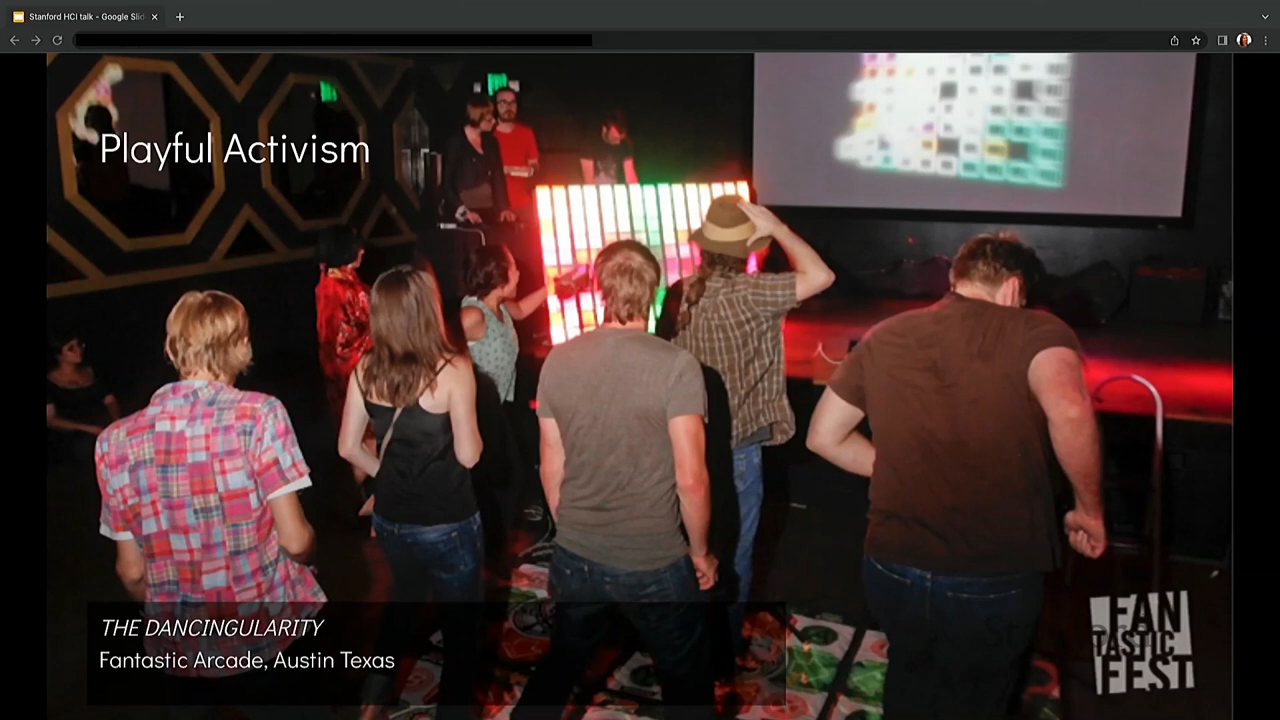 Stanford HCI talk - Google Slid
Playful Activism
THE DANCINGULARITY
Fantastic Arcade, Austin Texas
FAN
TASTIC
FEST